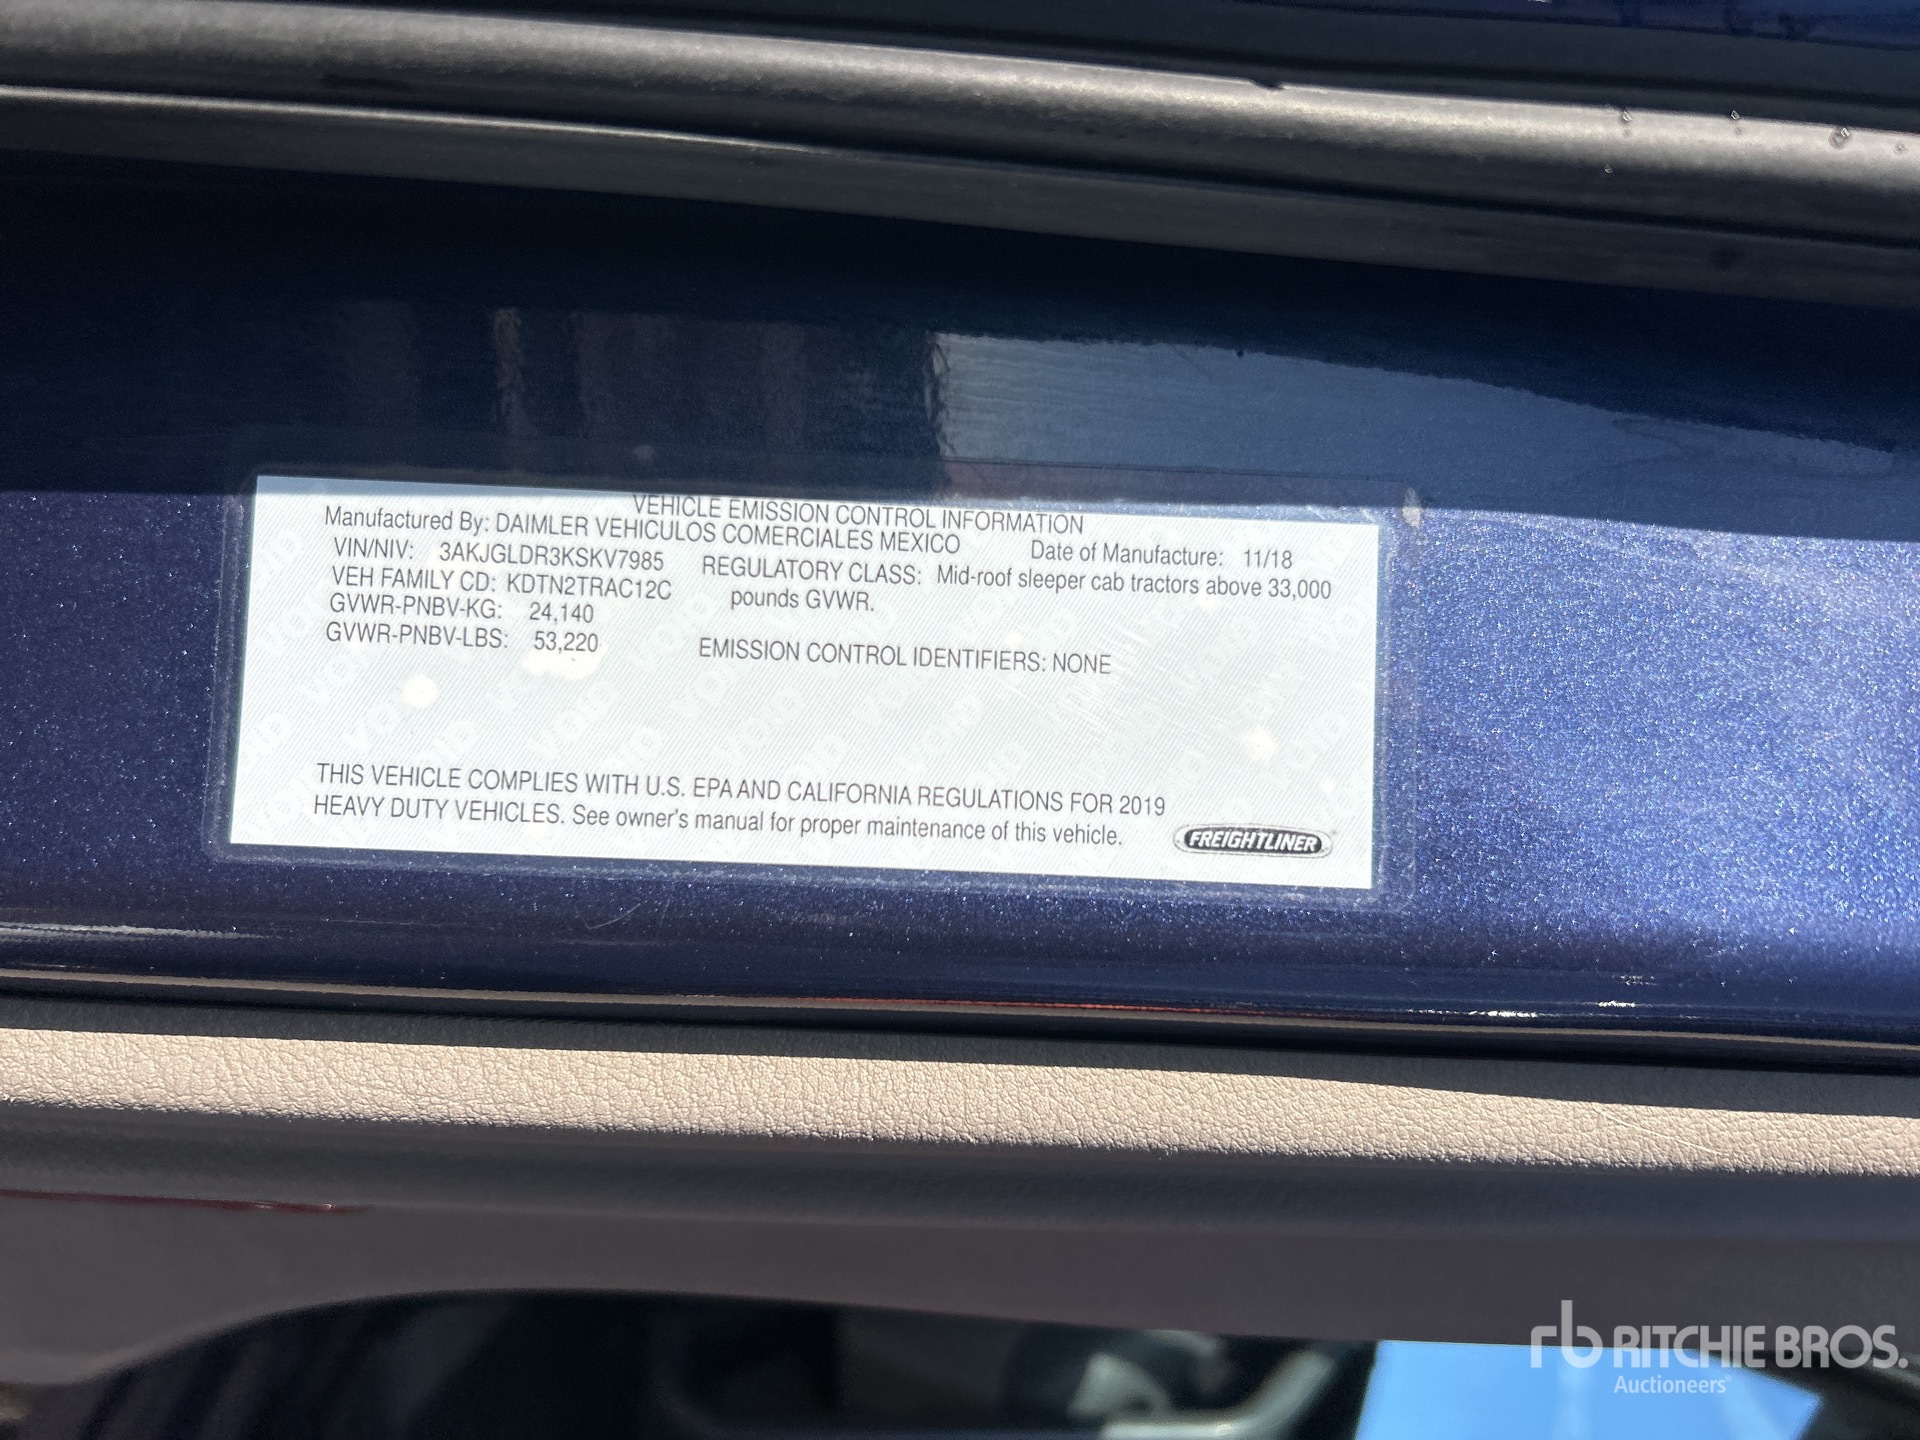 VEHICLE EMISSION CONTROL INFORMATION
Manufactured By: DAIMLER VEHICULOS COMERCIALES MEXICO
Date of Manufacture: 11/18
VIN/NIV: 3AKJGLDR3KSKV7985
VEH FAMILY CD: KDTN2TRAC12C
GVWR-PNBV-KG: 24,140
GVWR-PNBV-LBS: 53,220
REGULATORY CLASS: Mid-roof sleeper cab tractors above 33,000
pounds GVWR.
EMISSION CONTROL IDENTIFIERS: NONE
THIS VEHICLE COMPLIES WITH U.S. EPA AND CALIFORNIA REGULATIONS FOR 2019
HEAVY DUTY VEHICLES. See owner's manual for proper maintenance of this vehicle.
FREIGHTLINER
rb RITCHIE BROS.
Auctioneers